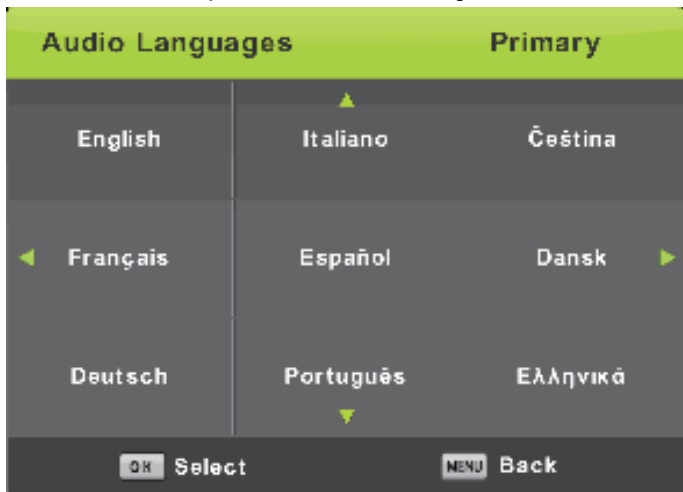 Audio Languages Primary
English Italiano Čeština
Français Español Dansk
Deutsch Português Ελληνικά
OK Select MENU Back